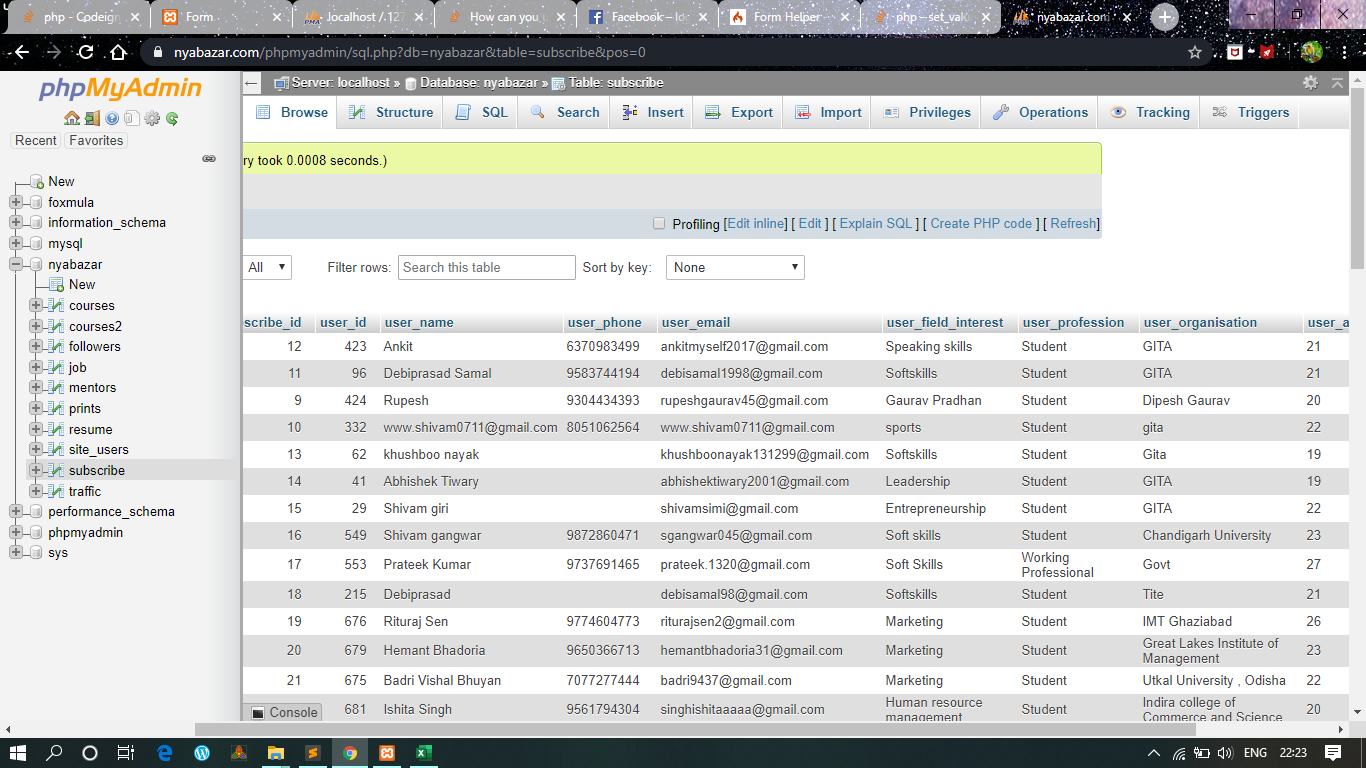 php - Cpdeign
Form
localhost / 127
How can you u
Facebook – Id
Form Helper
php – set_valu
nyabazar.com
nyabazar.com/phpmyadmin/sql.php?db=nyabazar&table=subscribe&pos=0
phpMyAdmin
Recent Favorites
New
foxmula
information_schema
mysql
nyabazar
New
courses
courses2
followers
job
mentors
prints
resume
site_users
subscribe
traffic
performance_schema
phpmyadmin
sys
Server: localhost » Database: nyabazar » Table: subscribe
Browse Structure SQL Search Insert Export Import Privileges Operations Tracking Triggers
ry took 0.0008 seconds.)
Profiling [Edit inline] [ Edit ] [ Explain SQL ] [ Create PHP code ] [ Refresh]
All Filter rows: Search this table Sort by key: None
scribe_id user_id user_name user_phone user_email user_field_interest user_profession user_organisation user_a
12 423 Ankit 6370983499 ankitmyself2017@gmail.com Speaking skills Student GITA 21
11 96 Debiprasad Samal 9583744194 debisamal1998@gmail.com Softskills Student GITA 21
9 424 Rupesh 9304434393 rupeshgaurav45@gmail.com Gaurav Pradhan Student Dipesh Gaurav 20
10 332 www.shivam0711@gmail.com 8051062564 www.shivam0711@gmail.com sports Student gita 22
13 62 khushboo nayak khushboonayak131299@gmail.com Softskills Student Gita 19
14 41 Abhishek Tiwary abhishektiwary2001@gmail.com Leadership Student GITA 19
15 29 Shivam giri shivamsimi@gmail.com Entrepreneurship Student GITA 22
16 549 Shivam gangwar 9872860471 sgangwar045@gmail.com Soft skills Student Chandigarh University 23
17 553 Prateek Kumar 9737691465 prateek.1320@gmail.com Soft Skills Working Professional Govt 27
18 215 Debiprasad debisamal98@gmail.com Softskills Student Tite 21
19 676 Rituraj Sen 9774604773 riturajsen2@gmail.com Marketing Student IMT Ghaziabad 26
20 679 Hemant Bhadoria 9650366713 hemantbhadoria31@gmail.com Marketing Student Great Lakes Institute of Management 23
21 675 Badri Vishal Bhuyan 7077277444 badri9437@gmail.com Marketing Student Utkal University , Odisha 22
681 Ishita Singh 9561794304 singhishitaaaaa@gmail.com Human resource management Student Indira college of Commerce and Science 20
Console
ENG 22:23